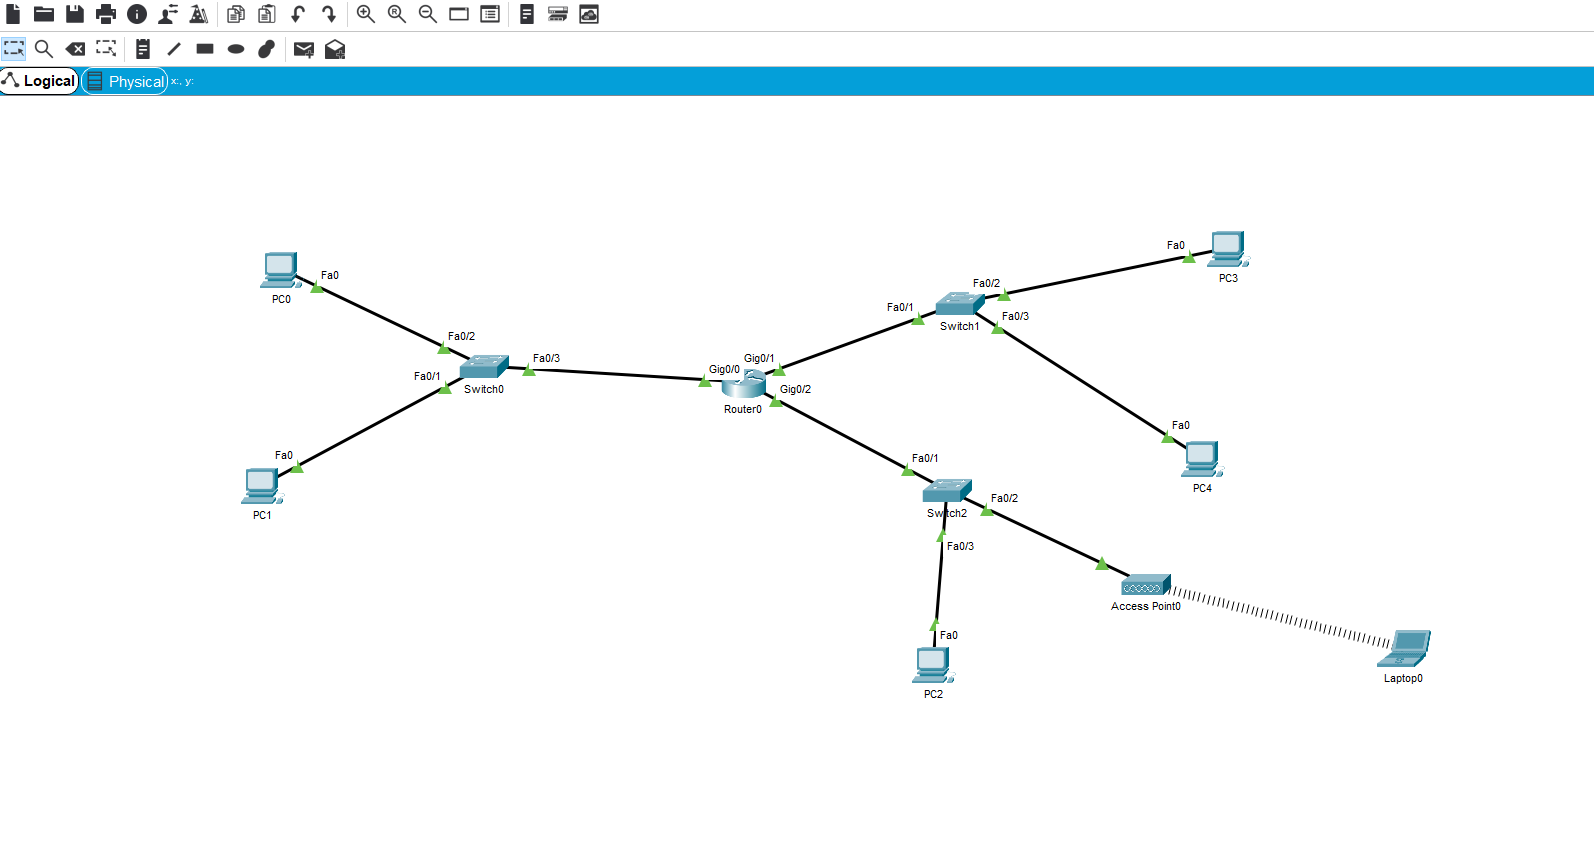 Logical
Physical
x:, y:
Fa0
PC3
Fa0
PC0
Fa0/2
Fa0/1
Switch1
Fa0/3
Fa0/2
Fa0/1
Switch0
Fa0/3
Gig0/1
Gig0/0
Gig0/2
Router0
Fa0
PC4
Fa0
PC1
Fa0/1
Switch2
Fa0/2
Fa0/3
Access Point0
Fa0
PC2
Laptop0